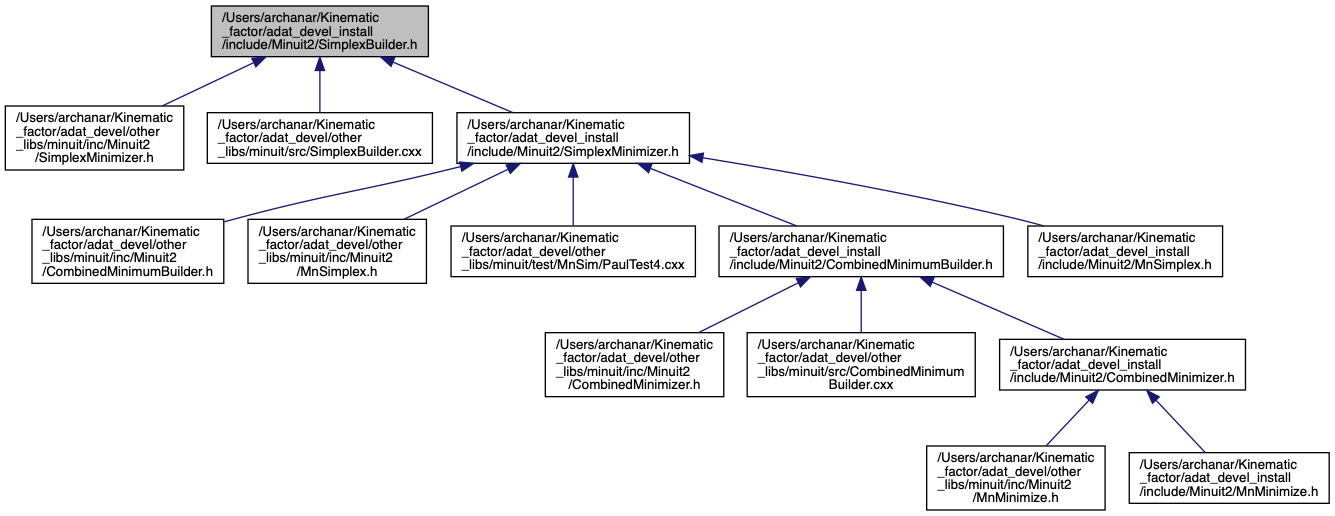 /Users/archanar/Kinematic
_factor/adat_devel_install
/include/Minuit2/SimplexBuilder.h
/Users/archanar/Kinematic
_factor/adat_devel/other
_libs/minuit/inc/Minuit2
/SimplexMinimizer.h
/Users/archanar/Kinematic
_factor/adat_devel/other
_libs/minuit/src/SimplexBuilder.cxx
/Users/archanar/Kinematic
_factor/adat_devel_install
/include/Minuit2/SimplexMinimizer.h
/Users/archanar/Kinematic
_factor/adat_devel/other
_libs/minuit/inc/Minuit2
/CombinedMinimumBuilder.h
/Users/archanar/Kinematic
_factor/adat_devel/other
_libs/minuit/inc/Minuit2
/MnSimplex.h
/Users/archanar/Kinematic
_factor/adat_devel/other
_libs/minuit/test/MnSim/PaulTest4.cxx
/Users/archanar/Kinematic
_factor/adat_devel_install
/include/Minuit2/CombinedMinimumBuilder.h
/Users/archanar/Kinematic
_factor/adat_devel_install
/include/Minuit2/MnSimplex.h
/Users/archanar/Kinematic
_factor/adat_devel/other
_libs/minuit/inc/Minuit2
/CombinedMinimizer.h
/Users/archanar/Kinematic
_factor/adat_devel/other
_libs/minuit/src/CombinedMinimum
Builder.cxx
/Users/archanar/Kinematic
_factor/adat_devel_install
/include/Minuit2/CombinedMinimizer.h
/Users/archanar/Kinematic
_factor/adat_devel/other
_libs/minuit/inc/Minuit2
/MnMinimize.h
/Users/archanar/Kinematic
_factor/adat_devel_install
/include/Minuit2/MnMinimize.h